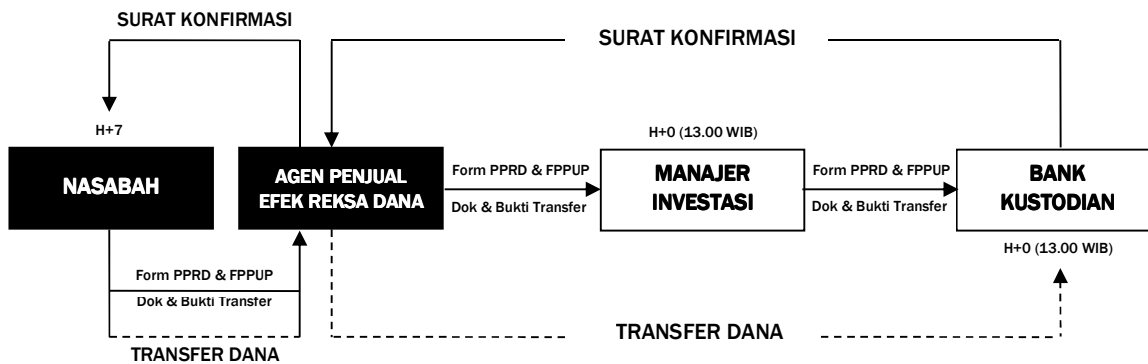 SURAT KONFIRMASI
SURAT KONFIRMASI
H+7
H+0 (13.00 WIB)
NASABAH
AGEN PENJUAL
EFEK REKSA DANA
Form PPRD & FPPUP
Dok & Bukti Transfer
MANAJER
INVESTASI
Form PPRD & FPPUP
Dok & Bukti Transfer
BANK
KUSTODIAN
H+0 (13.00 WIB)
Form PPRD & FPPUP
Dok & Bukti Transfer
TRANSFER DANA
TRANSFER DANA